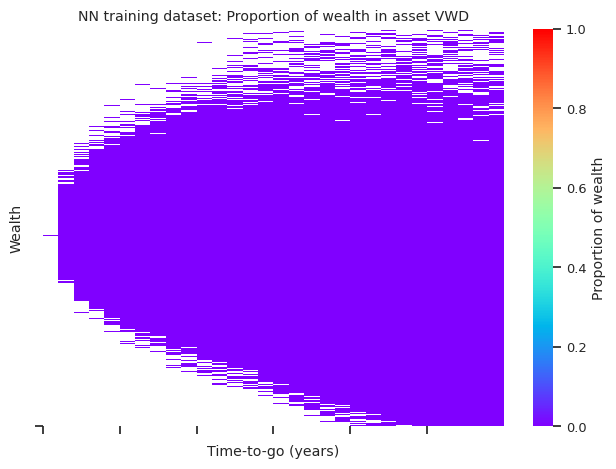 NN training dataset: Proportion of wealth in asset VWD
1.0
0.8
0.6
0.4
0.2
0.0
Proportion of wealth
Wealth
Time-to-go (years)